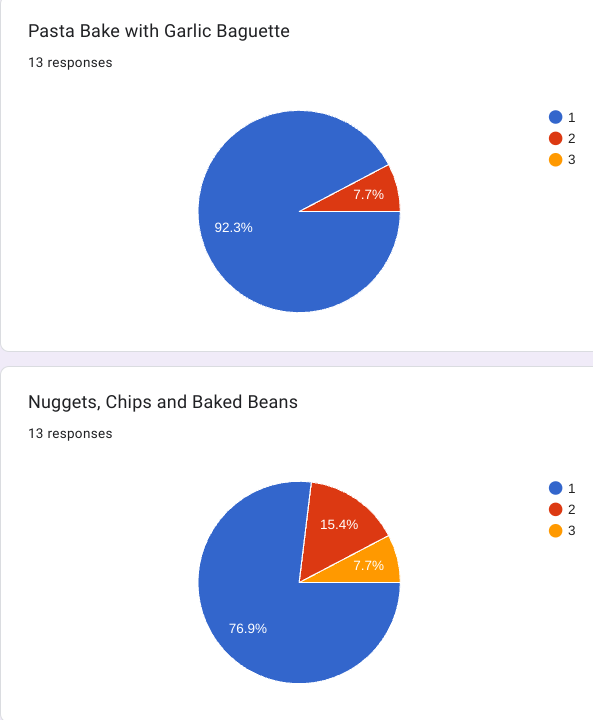 Pasta Bake with Garlic Baguette
13 responses
1
2
3
7.7%
92.3%
Nuggets, Chips and Baked Beans
13 responses
1
2
3
15.4%
7.7%
76.9%